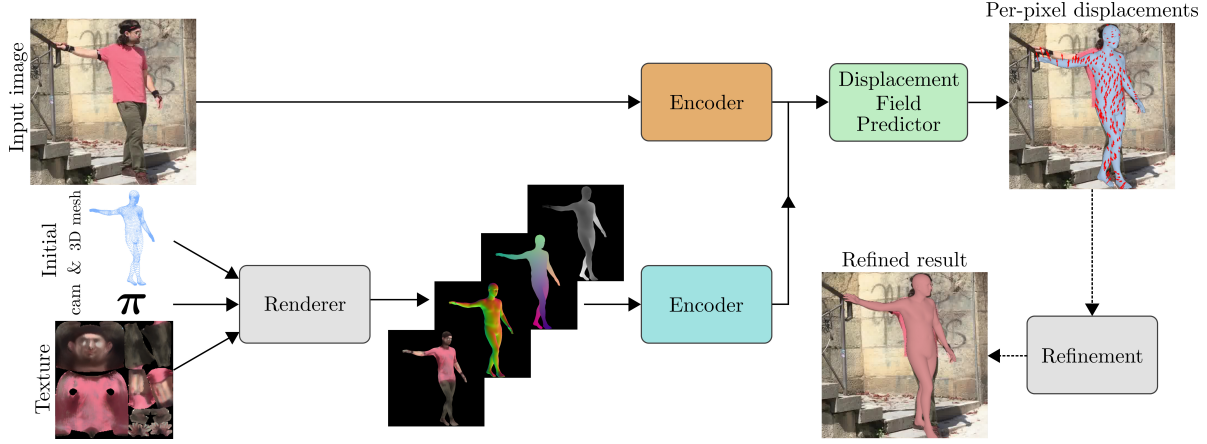 Per-pixel displacements
Input image
Encoder
Displacement
Field
Predictor
Initial
cam & 3D mesh
π
Renderer
Encoder
Refined result
Refinement
Texture